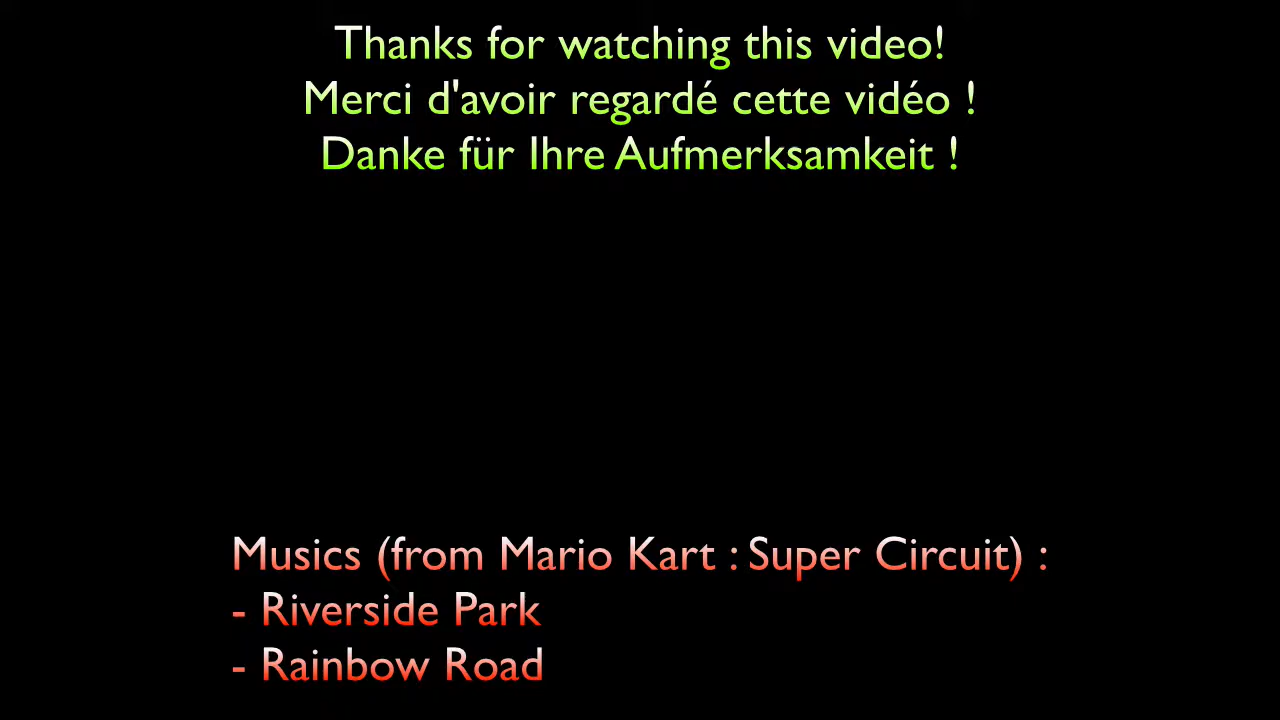 Thanks for watching this video!
Merci d'avoir regardé cette vidéo !
Danke für Ihre Aufmerksamkeit !
Musics (from Mario Kart : Super Circuit) :
- Riverside Park
- Rainbow Road